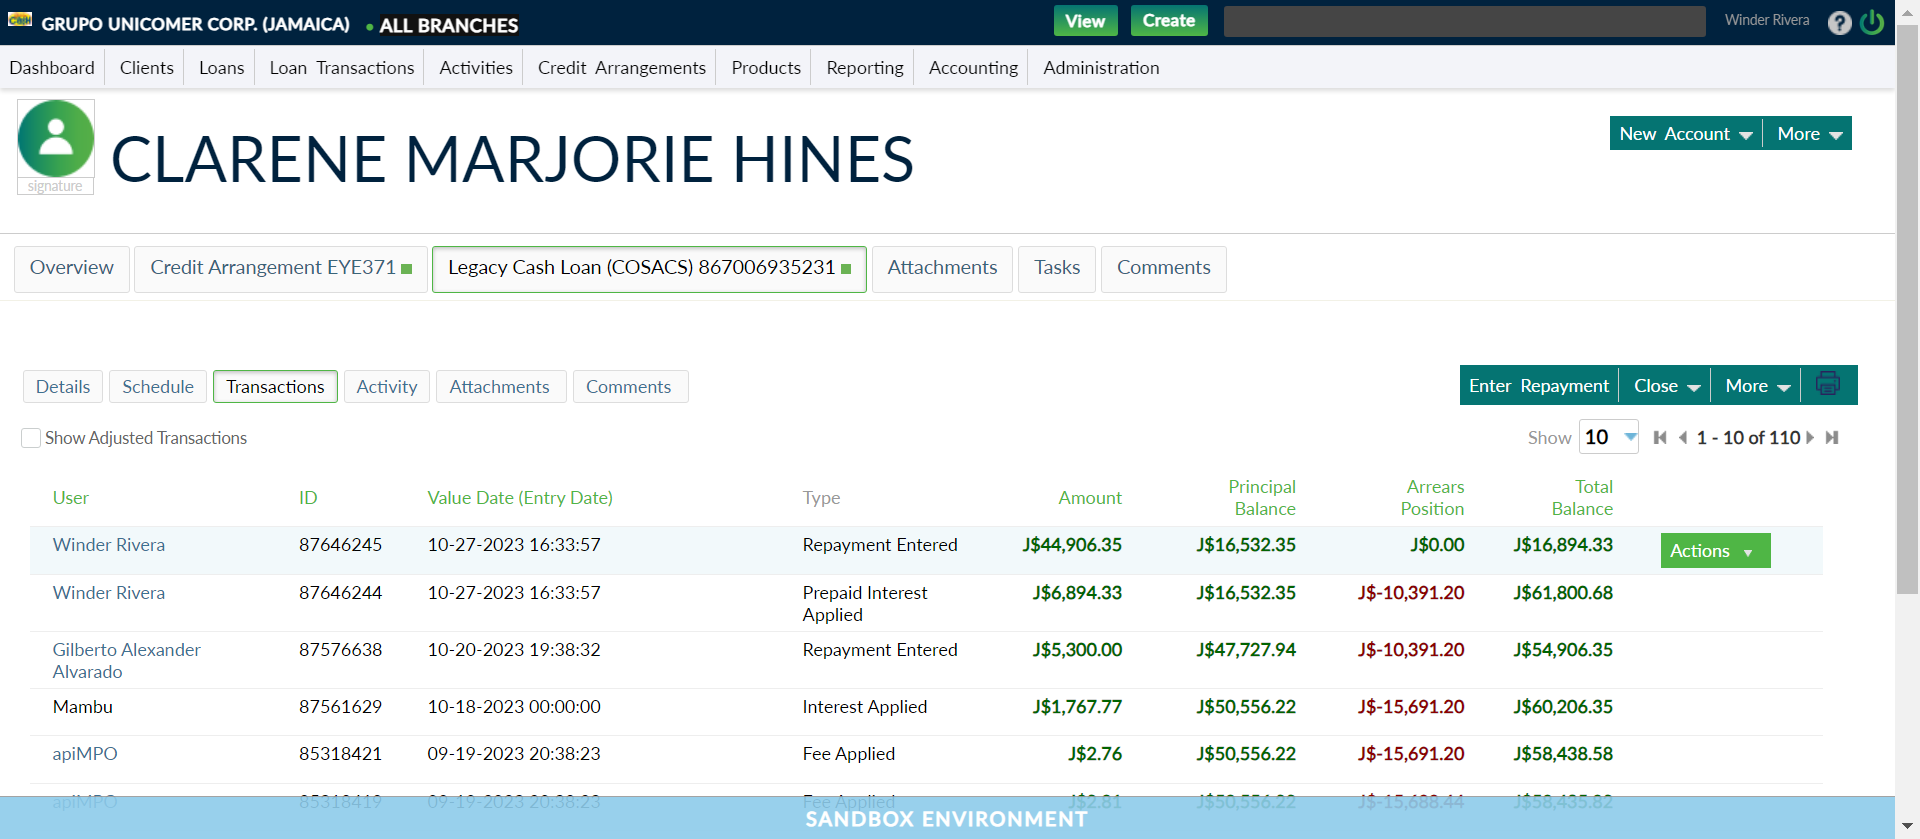 GRUPO UNICOMER CORP. (JAMAICA) ALL BRANCHES View Create Winder Rivera ?
Dashboard Clients Loans Loan Transactions Activities Credit Arrangements Products Reporting Accounting Administration
signature
CLARENE MARJORIE HINES
New Account More
Overview Credit Arrangement EYE371 Legacy Cash Loan (COSACS) 867006935231 Attachments Tasks Comments
Details Schedule Transactions Activity Attachments Comments Enter Repayment Close More
Show Adjusted Transactions Show 10 1 - 10 of 110
User ID Value Date (Entry Date) Type Amount Principal Balance Arrears Position Total Balance
Winder Rivera 87646245 10-27-2023 16:33:57 Repayment Entered J$44,906.35 J$16,532.35 J$0.00 J$16,894.33 Actions
Winder Rivera 87646244 10-27-2023 16:33:57 Prepaid Interest Applied J$6,894.33 J$16,532.35 J$-10,391.20 J$61,800.68
Gilberto Alexander Alvarado 87576638 10-20-2023 19:38:32 Repayment Entered J$5,300.00 J$47,727.94 J$-10,391.20 J$54,906.35
Mambu 87561629 10-18-2023 00:00:00 Interest Applied J$1,767.77 J$50,556.22 J$-15,691.20 J$60,206.35
apiMPO 85318421 09-19-2023 20:38:23 Fee Applied J$2.76 J$50,556.22 J$-15,691.20 J$58,438.58
apiMPO 85318419 09-19-2023 20:38:23 Fee Applied J$2.81 J$50,556.22 J$-15,688.44 J$58,435.82
SANDBOX ENVIRONMENT